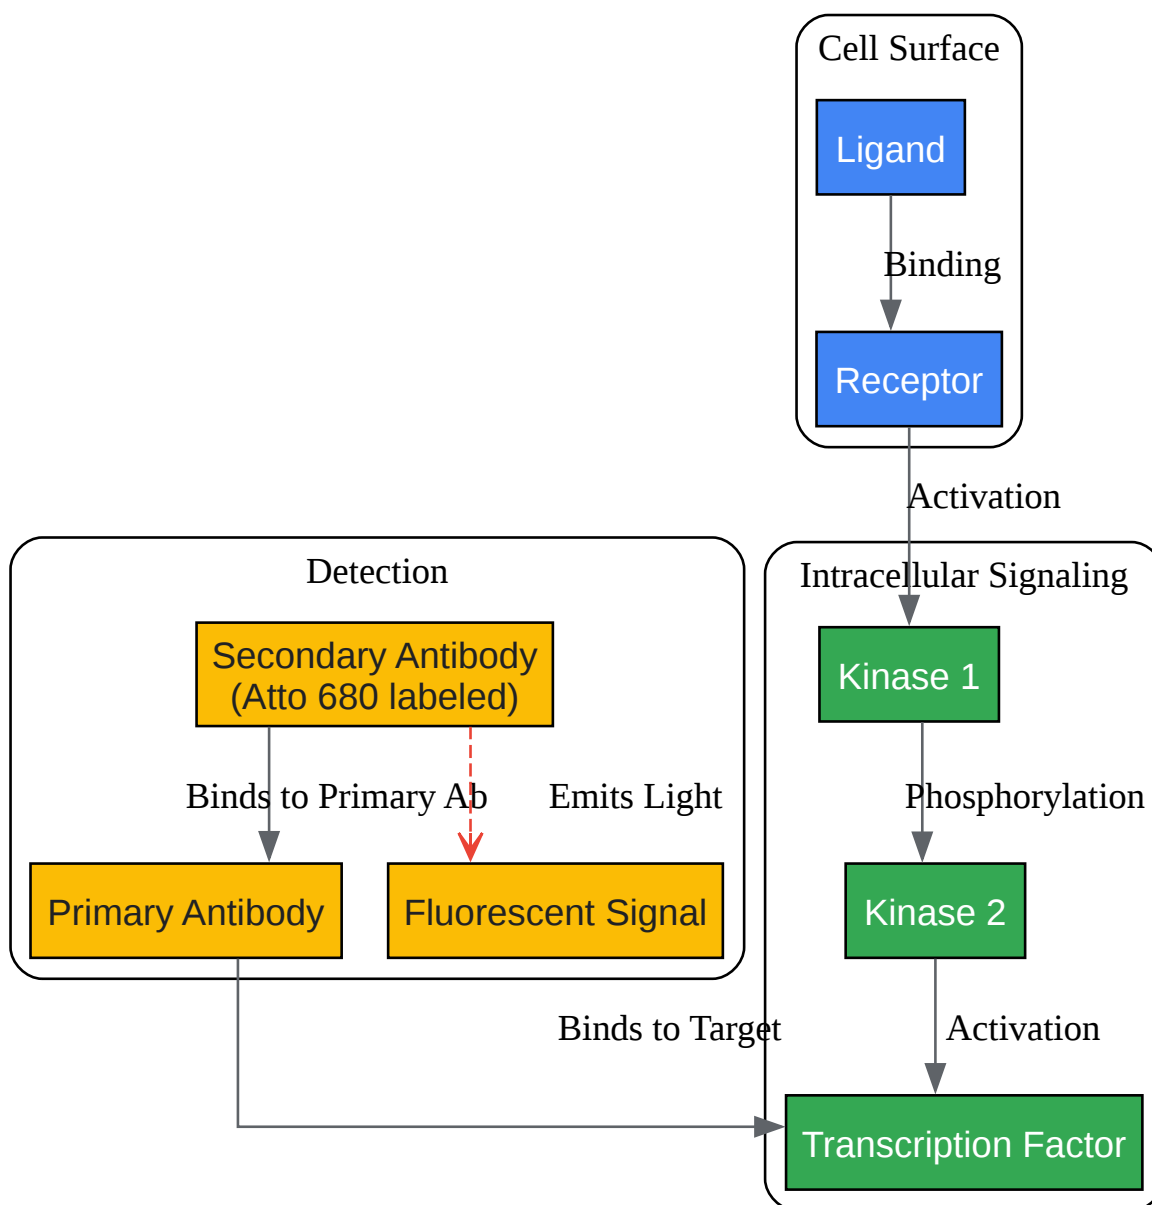 Cell Surface
Ligand
Binding
Receptor
Activation
Detection
Intracellular Signaling
Secondary Antibody
(Atto 680 labeled)
Kinase 1
Binds to Primary Ab
Emits Light
Phosphorylation
Primary Antibody
Fluorescent Signal
Kinase 2
Binds to Target
Activation
Transcription Factor